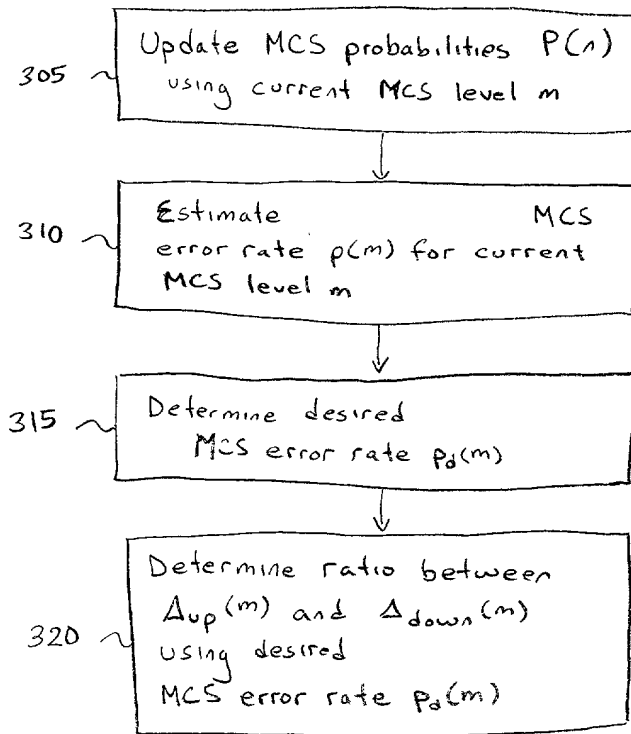 305
Update MCS probabilities P(n)
using current MCS level m
310
Estimate MCS
error rate p(m) for current
MCS level m
315
Determine desired
MCS error rate pd(m)
320
Determine ratio between
Δup(m) and Δdown(m)
using desired
MCS error rate pd(m)